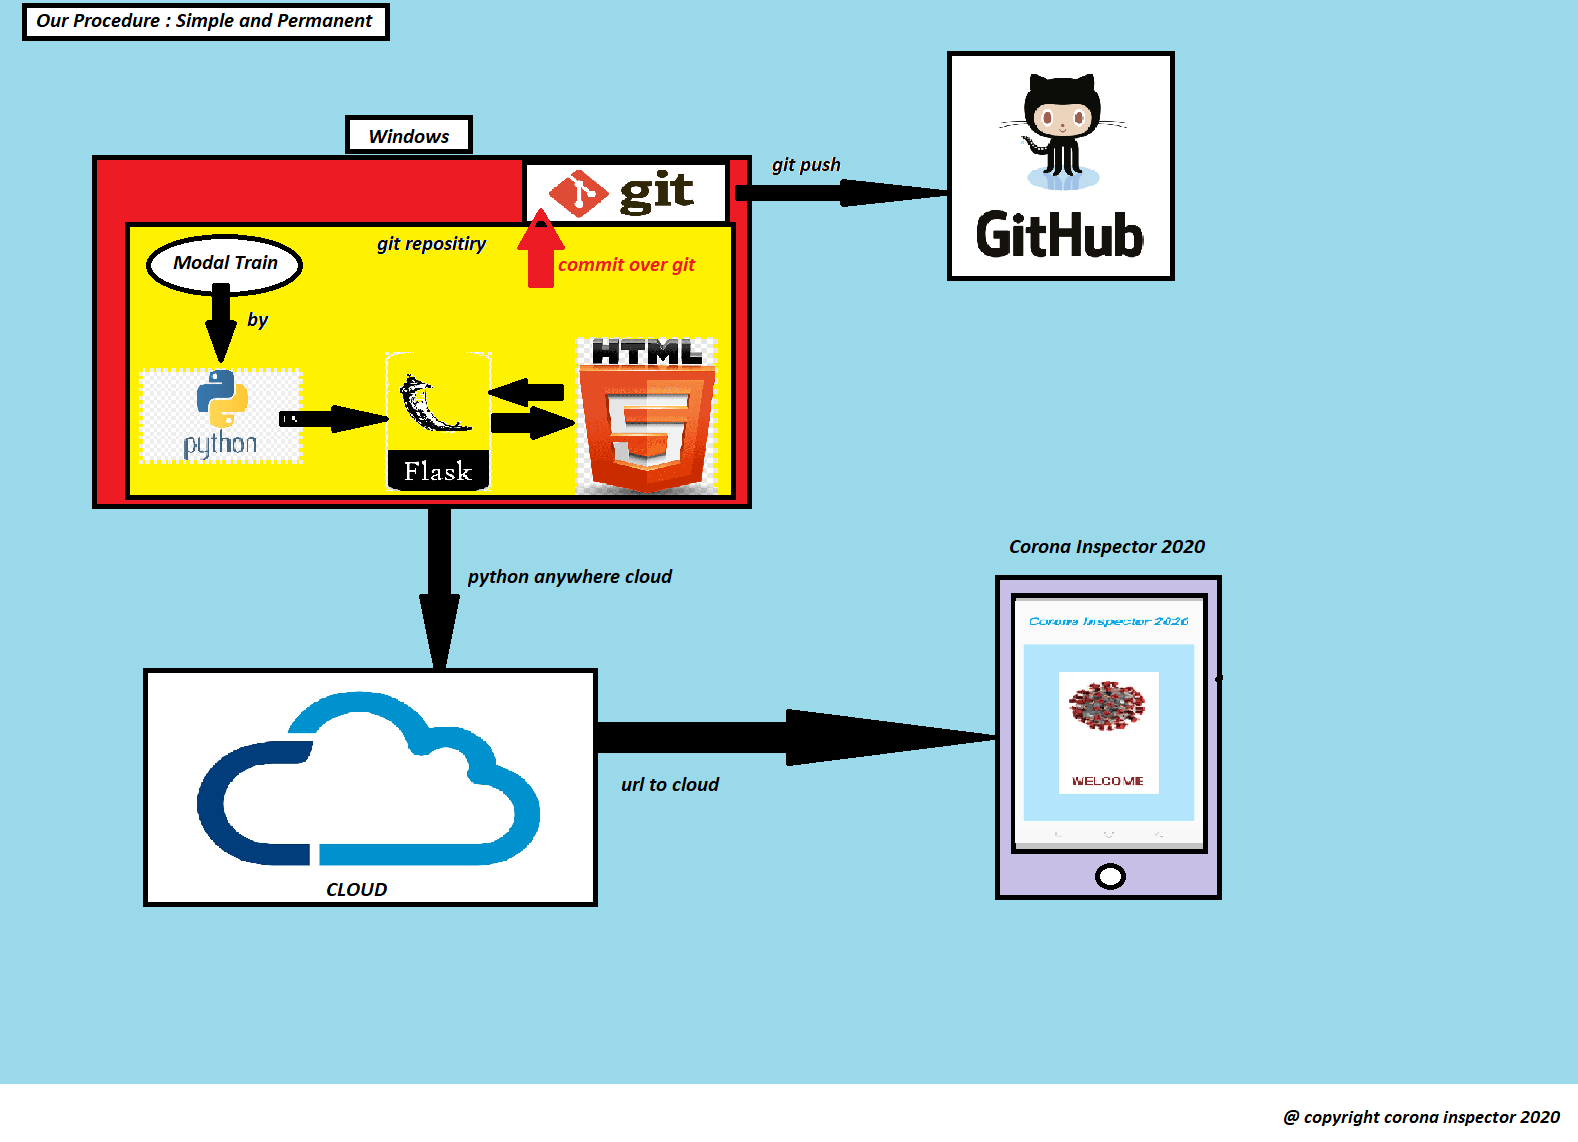 Our Procedure : Simple and Permanent
Windows
git
git push
GitHub
git repositiry
commit over git
Modal Train
by
HTML
python
Flask
python anywhere cloud
Corona Inspector 2020
Corona Inspector 2020
WELCOME
url to cloud
CLOUD
@ copyright corona inspector 2020